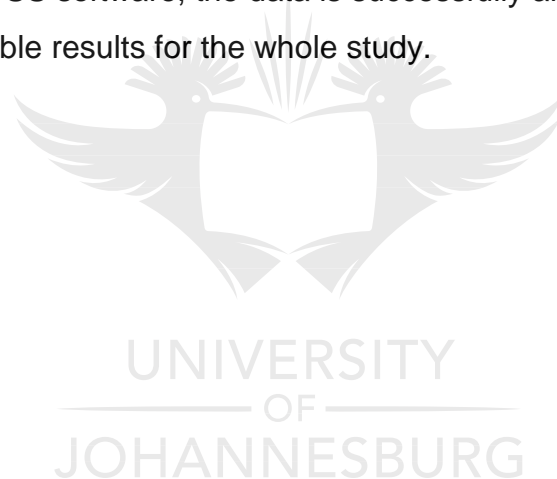 software, the data is successfully
ble results for the whole study.
UNIVERSITY
OF
JOHANNESBURG